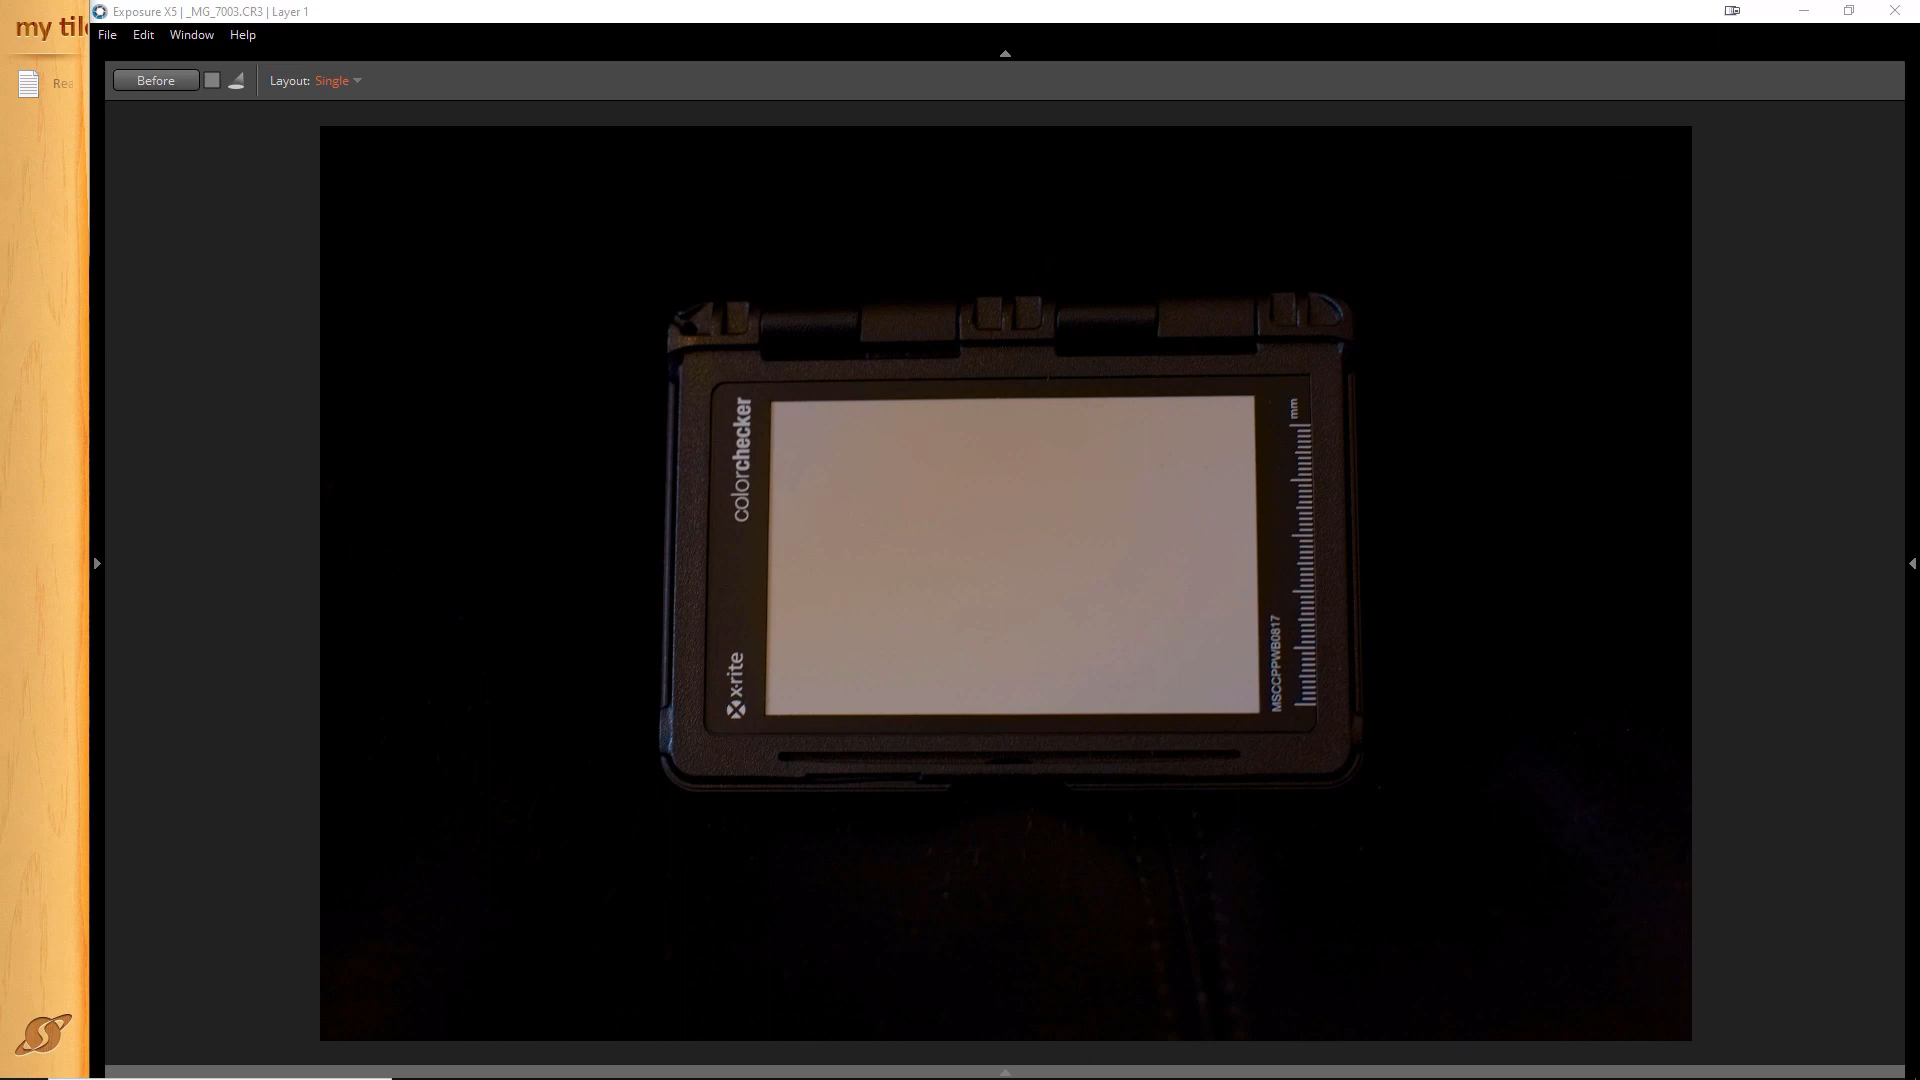 Exposure X5 | _MG_7003.CR3 | Layer 1
my til
File Edit Window Help
Rea
Before
Layout: Single
colorchecker
x·rite
mm
MSCCPPWB0817